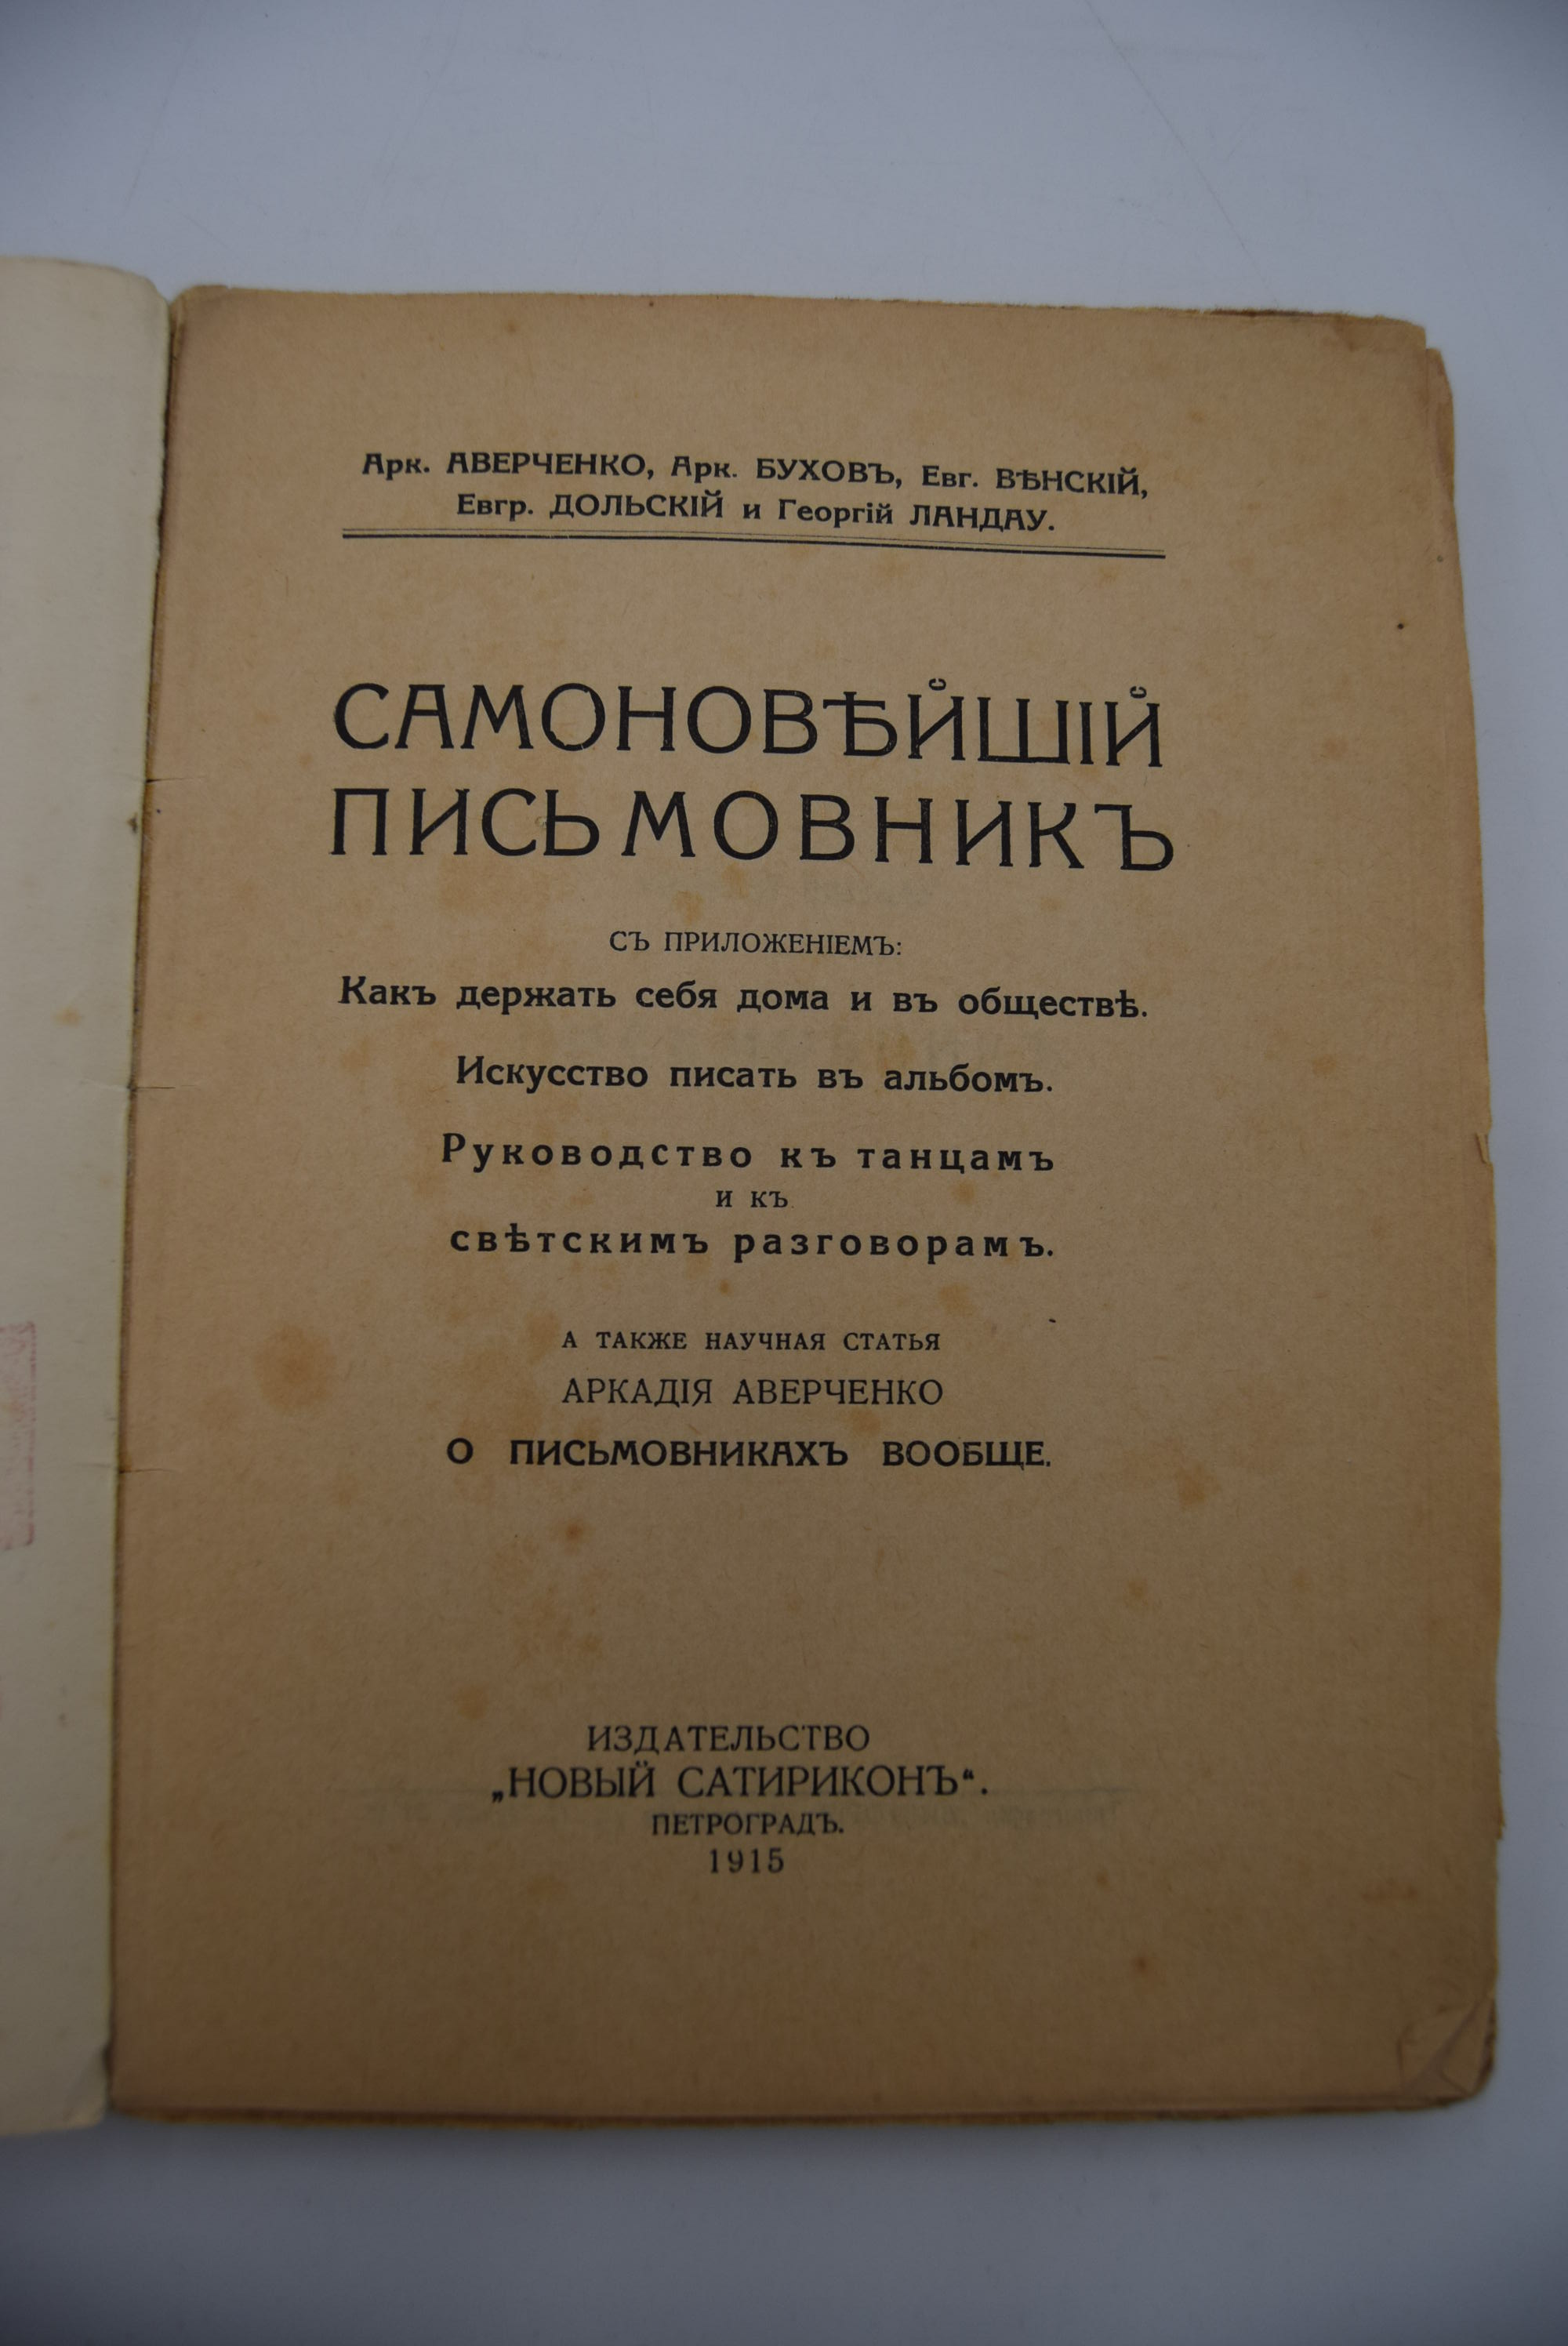 Арк. АВЕРЧЕНКО, Арк. БУХОВЪ, Евг. ВѢНСКІЙ,
Евгр. ДОЛЬСКІЙ и Георгій ЛАНДАУ.
САМОНОВѢЙШІЙ
ПИСЬМОВНИКЪ
СЪ ПРИЛОЖЕНІЕМЪ:
Какъ держать себя дома и въ обществѣ.
Искусство писать въ альбомъ.
Руководство къ танцамъ
и къ
свѣтскимъ разговорамъ.
А ТАКЖЕ НАУЧНАЯ СТАТЬЯ
АРКАДІЯ АВЕРЧЕНКО
О ПИСЬМОВНИКАХЪ ВООБЩЕ.
ИЗДАТЕЛЬСТВО
„НОВЫЙ САТИРИКОНЪ“.
ПЕТРОГРАДЪ.
1915